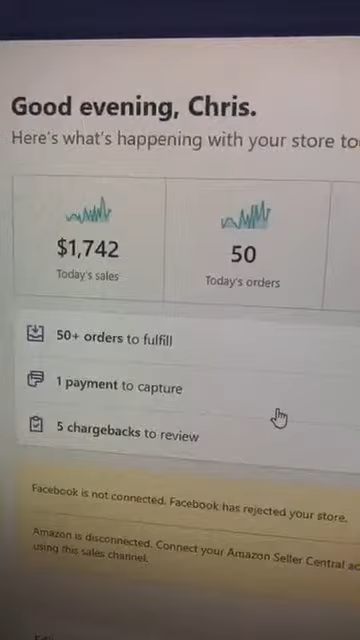 Good evening, Chris.
Here's what's happening with your store to
$1,742
50
Today's sales
Today's orders
50+ orders to fulfill
1 payment to capture
5 chargebacks to review
Facebook is not connected. Facebook has rejected your store.
Amazon is disconnected. Connect your Amazon Seller Central ac
using this sales channel.